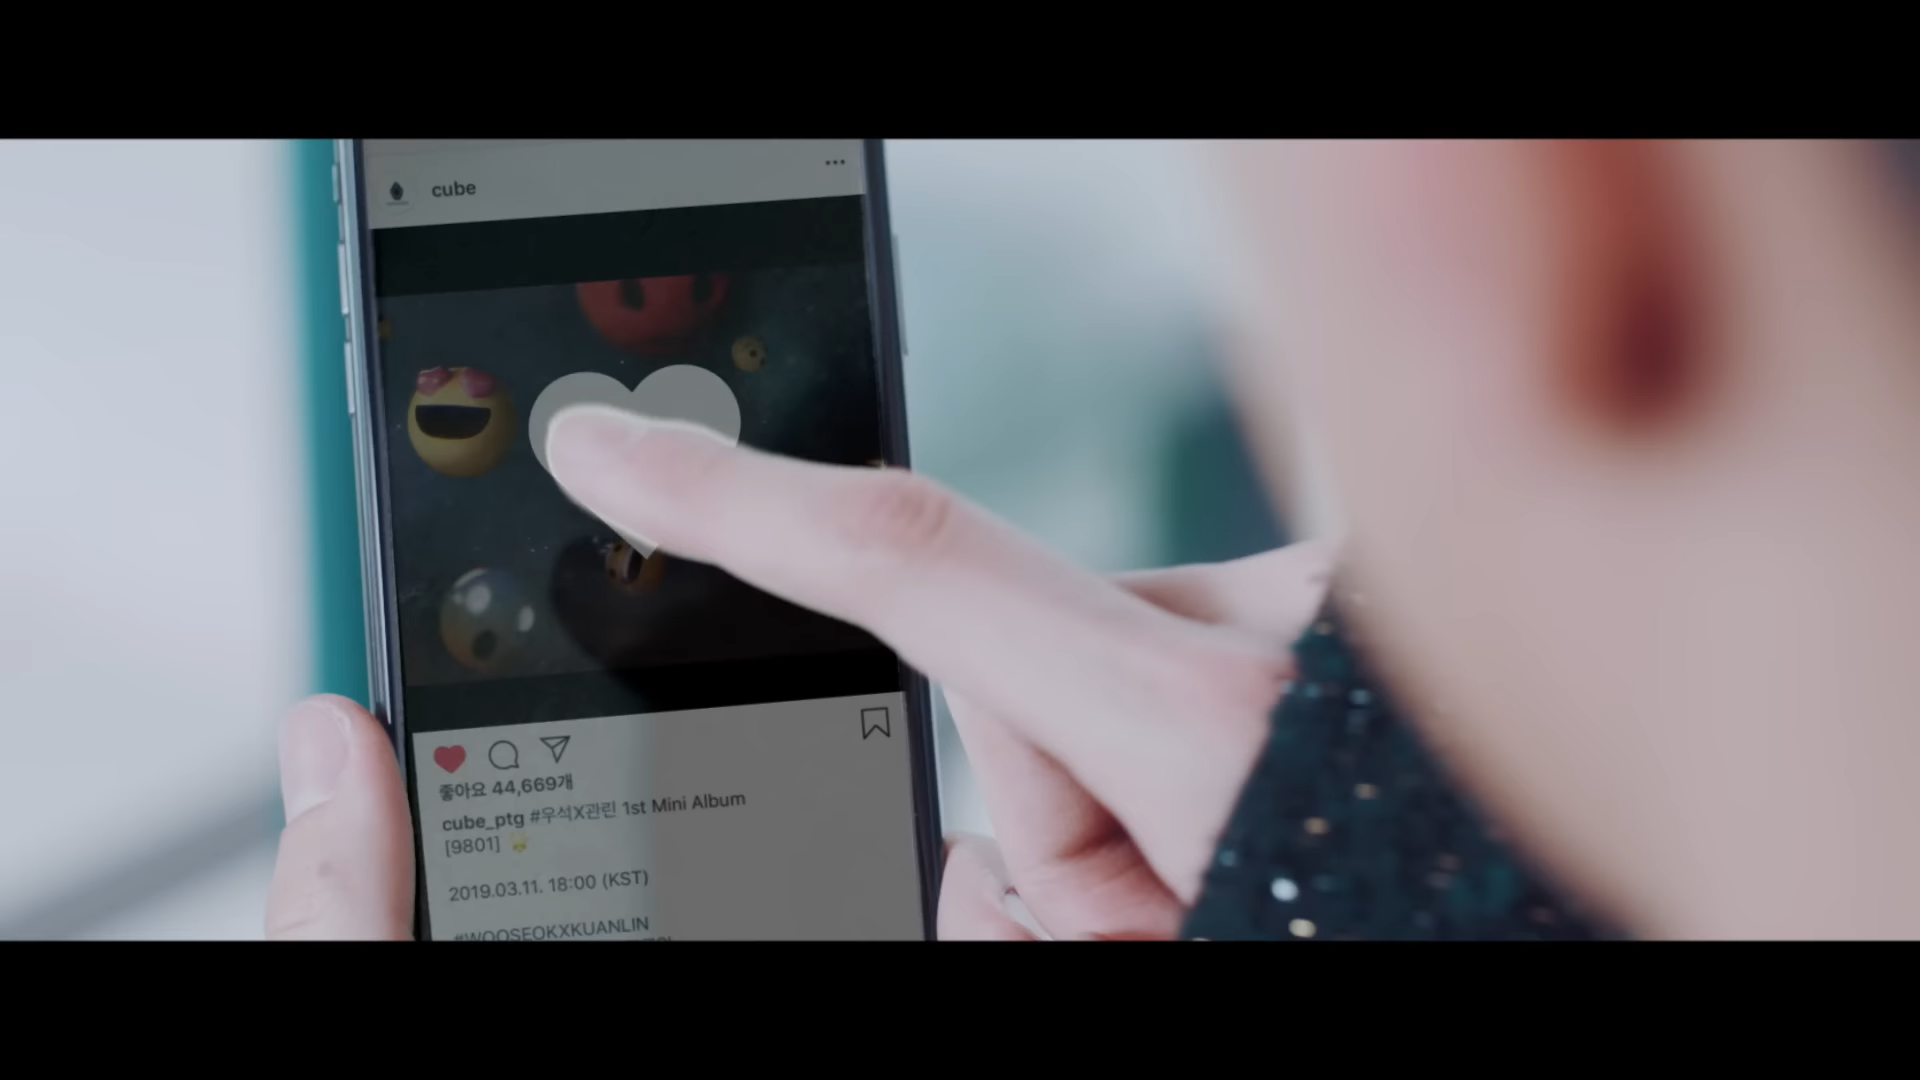 cube
좋아요 44,669개
cube_ptg #우석X관린 1st Mini Album
[9801]
2019.03.11. 18:00 (KST)
#WOOSEOKXKUANLIN